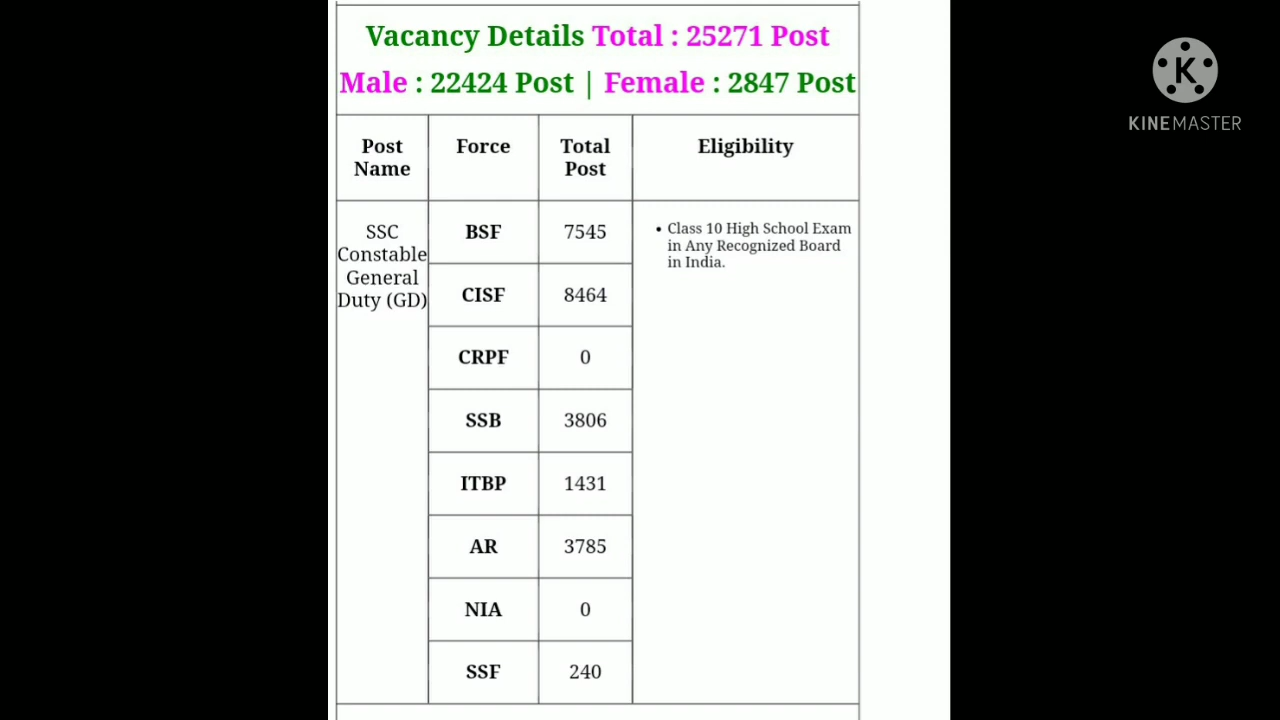 Vacancy Details Total : 25271 Post
Male : 22424 Post | Female : 2847 Post
KINEMASTER
Post Name
Force
Total Post
Eligibility
SSC
Constable
General
Duty (GD)
BSF 7545
• Class 10 High School Exam
in Any Recognized Board
in India.
CISF 8464
CRPF 0
SSB 3806
ITBP 1431
AR 3785
NIA 0
SSF 240